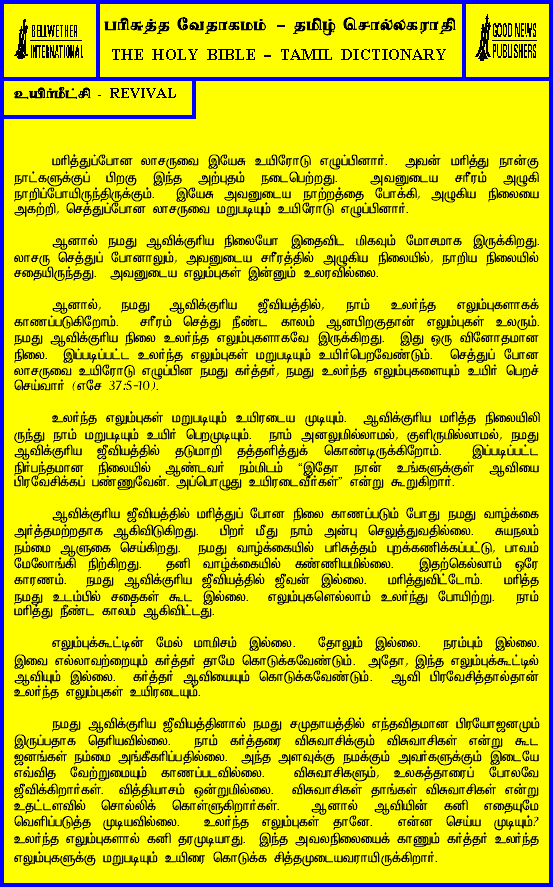 BELLWETHER
INTERNATIONAL
பரிசுத்த வேதாகமம் – தமிழ் சொல்லகராதி
THE HOLY BIBLE – TAMIL DICTIONARY
GOOD NEWS
PUBLISHERS
உயிர்மீட்சி - REVIVAL
மரித்துப்போன லாசருவை இயேசு உயிரோடு எழுப்பினார். அவன் மரித்து நான்கு
நாட்களுக்குப் பிறகு இந்த அற்புதம் நடைபெற்றது. அவனுடைய சரீரம் அழுகி
நாறிப்போயிருந்திருக்கும். இயேசு அவனுடைய நாற்றத்தை போக்கி, அழுகிய நிலையை
அகற்றி, செத்துப்போன லாசருவை மறுபடியும் உயிரோடு எழுப்பினார்.
ஆனால் நமது ஆவிக்குரிய நிலையோ இதைவிட மிகவும் மோசமாக இருக்கிறது.
லாசரு செத்துப் போனாலும், அவனுடைய சரீரத்தில் அழுகிய நிலையில், நாறிய நிலையில்
சதையிருந்தது. அவனுடைய எலும்புகள் இன்னும் உலரவில்லை.
ஆனால், நமது ஆவிக்குரிய ஜீவியத்தில், நாம் உலர்ந்த எலும்புகளாகக்
காணப்படுகிறோம். சரீரம் செத்து நீண்ட காலம் ஆனபிறகுதான் எலும்புகள் உலரும்.
நமது ஆவிக்குரிய நிலை உலர்ந்த எலும்புகளாகவே இருக்கிறது. இது ஒரு வினோதமான
நிலை. இப்படிப்பட்ட உலர்ந்த எலும்புகள் மறுபடியும் உயிர்பெறவேண்டும். செத்துப் போன
லாசருவை உயிரோடு எழுப்பின நமது கர்த்தர், நமது உலர்ந்த எலும்புகளையும் உயிர் பெறச்
செய்வார் (எசே 37:5-10).
உலர்ந்த எலும்புகள் மறுபடியும் உயிரடைய முடியும். ஆவிக்குரிய மரித்த நிலையிலி
ருந்து நாம் மறுபடியும் உயிர் பெறமுடியும். நாம் அனலுமில்லாமல், குளிருமில்லாமல், நமது
ஆவிக்குரிய ஜீவியத்தில் தடுமாறி தத்தளித்துக் கொண்டிருக்கிறோம். இப்படிப்பட்ட
நிர்பந்தமான நிலையில் ஆண்டவர் நம்மிடம் “இதோ நான் உங்களுக்குள் ஆவியை
பிரவேசிக்கப் பண்ணுவேன். அப்பொழுது உயிரடைவீர்கள்” என்று கூறுகிறார்.
ஆவிக்குரிய ஜீவியத்தில் மரித்துப் போன நிலை காணப்படும் போது நமது வாழ்க்கை
அர்த்தமற்றதாக ஆகிவிடுகிறது. பிறர் மீது நாம் அன்பு செலுத்துவதில்லை. சுயநலம்
நம்மை ஆளுகை செய்கிறது. நமது வாழ்க்கையில் பரிசுத்தம் புறக்கணிக்கப்பட்டு, பாவம்
மேலோங்கி நிற்கிறது. தனி வாழ்க்கையில் கண்ணியமில்லை. இதற்கெல்லாம் ஒரே
காரணம். நமது ஆவிக்குரிய ஜீவியத்தில் ஜீவன் இல்லை. மரித்துவிட்டோம். மரித்த
நமது உடம்பில் சதைகள் கூட இல்லை. எலும்புகளெல்லாம் உலர்ந்து போயிற்று. நாம்
மரித்து நீண்ட காலம் ஆகிவிட்டது.
எலும்புக்கூட்டின் மேல் மாமிசம் இல்லை. தோலும் இல்லை. நரம்பும் இல்லை.
இவை எல்லாவற்றையும் கர்த்தர் தாமே கொடுக்கவேண்டும். அதோ, இந்த எலும்புக்கூட்டில்
ஆவியும் இல்லை. கர்த்தர் ஆவியையும் கொடுக்கவேண்டும். ஆவி பிரவேசித்தால்தான்
உலர்ந்த எலும்புகள் உயிரடையும்.
நமது ஆவிக்குரிய ஜீவியத்தினால் நமது சமுதாயத்தில் எந்தவிதமான பிரயோஜனமும்
இருப்பதாக தெரியவில்லை. நாம் கர்த்தரை விசுவாசிக்கும் விசுவாசிகள் என்று கூட
ஜனங்கள் நம்மை அங்கீகரிப்பதில்லை. அந்த அளவுக்கு நமக்கும் அவர்களுக்கும் இடையே
எவ்வித வேற்றுமையும் காணப்படவில்லை. விசுவாசிகளும், உலகத்தாரைப் போலவே
ஜீவிக்கிறார்கள். வித்தியாசம் ஒன்றுமில்லை. விசுவாசிகள் தாங்கள் விசுவாசிகள் என்று
உதட்டளவில் சொல்லிக் கொள்ளுகிறார்கள். ஆனால் ஆவியின் கனி எதையுமே
வெளிப்படுத்த முடியவில்லை. உலர்ந்த எலும்புகள் தானே. என்ன செய்ய முடியும்?
உலர்ந்த எலும்புகளால் கனி தரமுடியாது. இந்த அவலநிலையைக் காணும் கர்த்தர் உலர்ந்த
எலும்புகளுக்கு மறுபடியும் உயிரை கொடுக்க சித்தமுடையவராயிருக்கிறார்.